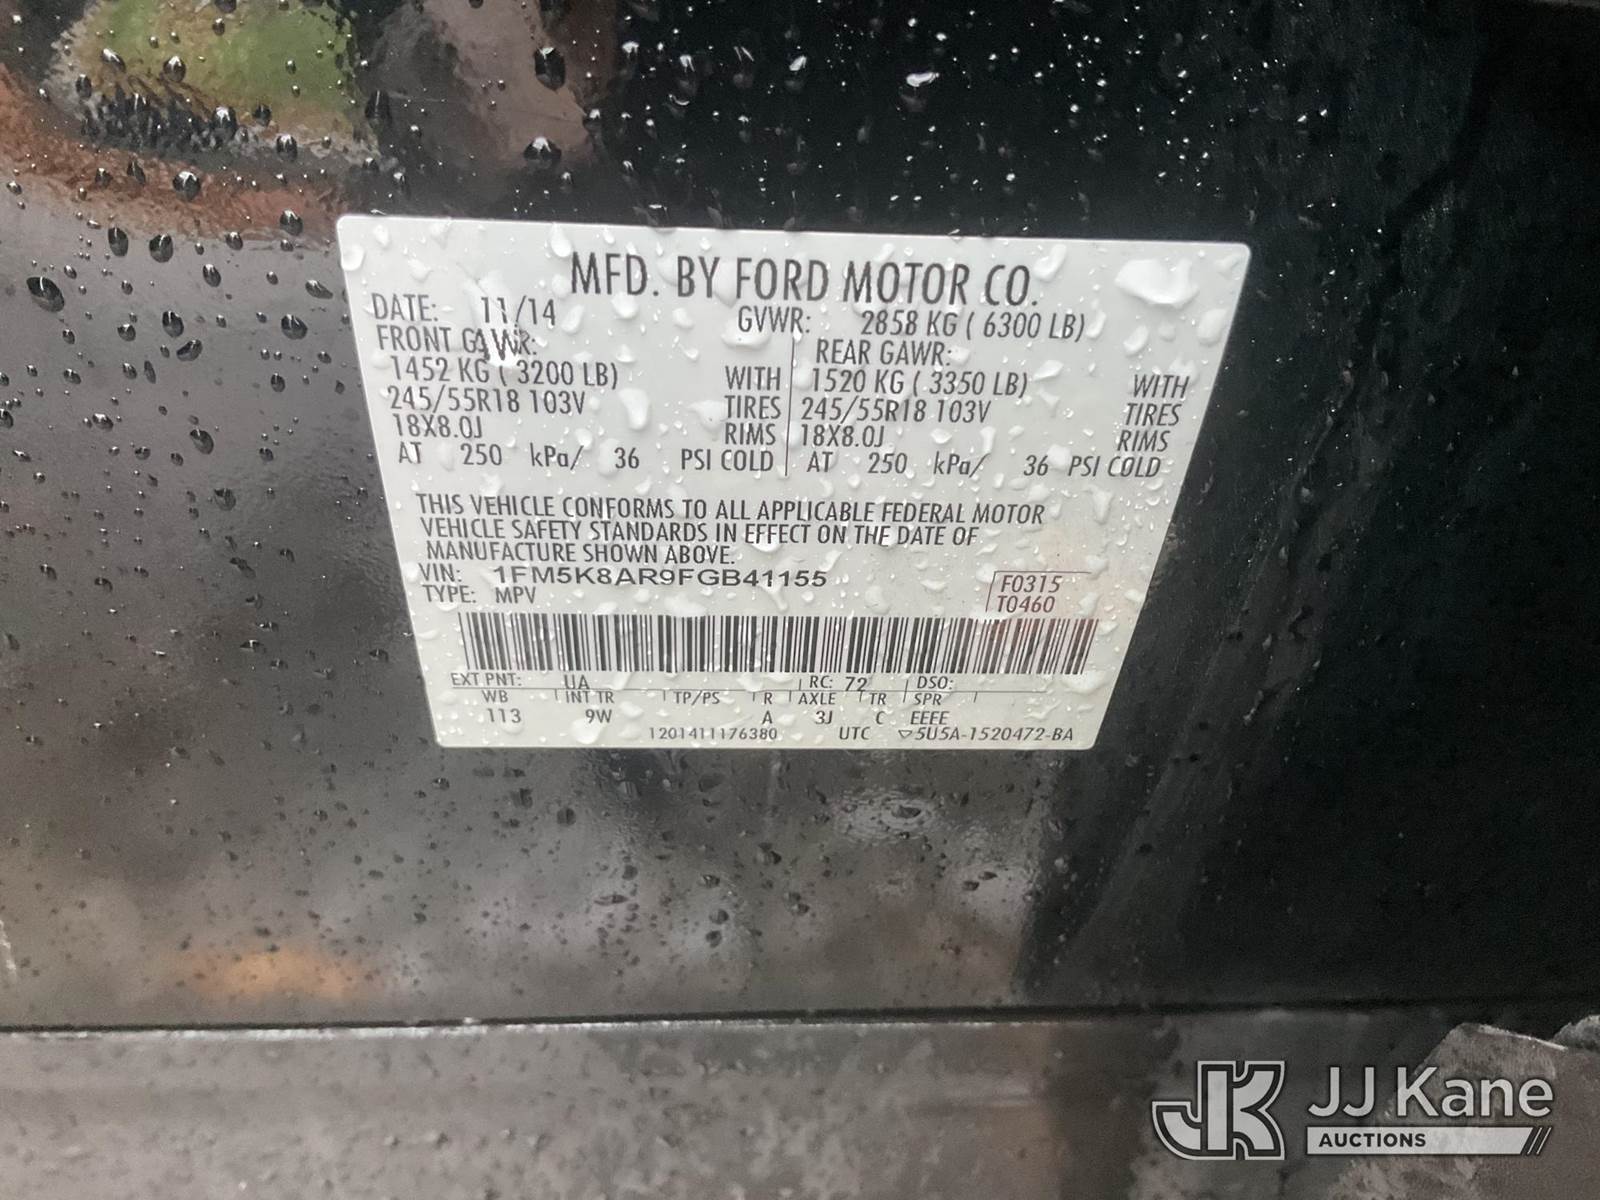 MFD. BY FORD MOTOR CO.
DATE: 11/14 GVWR: 2858 KG ( 6300 LB)
FRONT GAWR: REAR GAWR:
1452 KG ( 3200 LB) WITH 1520 KG ( 3350 LB) WITH
245/55R18 103V TIRES 245/55R18 103V TIRES
18X8.0J RIMS 18X8.0J RIMS
AT 250 kPa/ 36 PSI COLD AT 250 kPa/ 36 PSI COLD
THIS VEHICLE CONFORMS TO ALL APPLICABLE FEDERAL MOTOR
VEHICLE SAFETY STANDARDS IN EFFECT ON THE DATE OF
MANUFACTURE SHOWN ABOVE.
VIN: 1FM5K8AR9FGB41155 F0315
TYPE: MPV T0460
EXT PNT: UA RC: 72 DSO:
WB INT TR TP/PS R AXLE TR SPR
113 9W A 3J C EEEE
1201411176380 UTC ▽5U5A-1520472-BA
JK JJ Kane
AUCTIONS